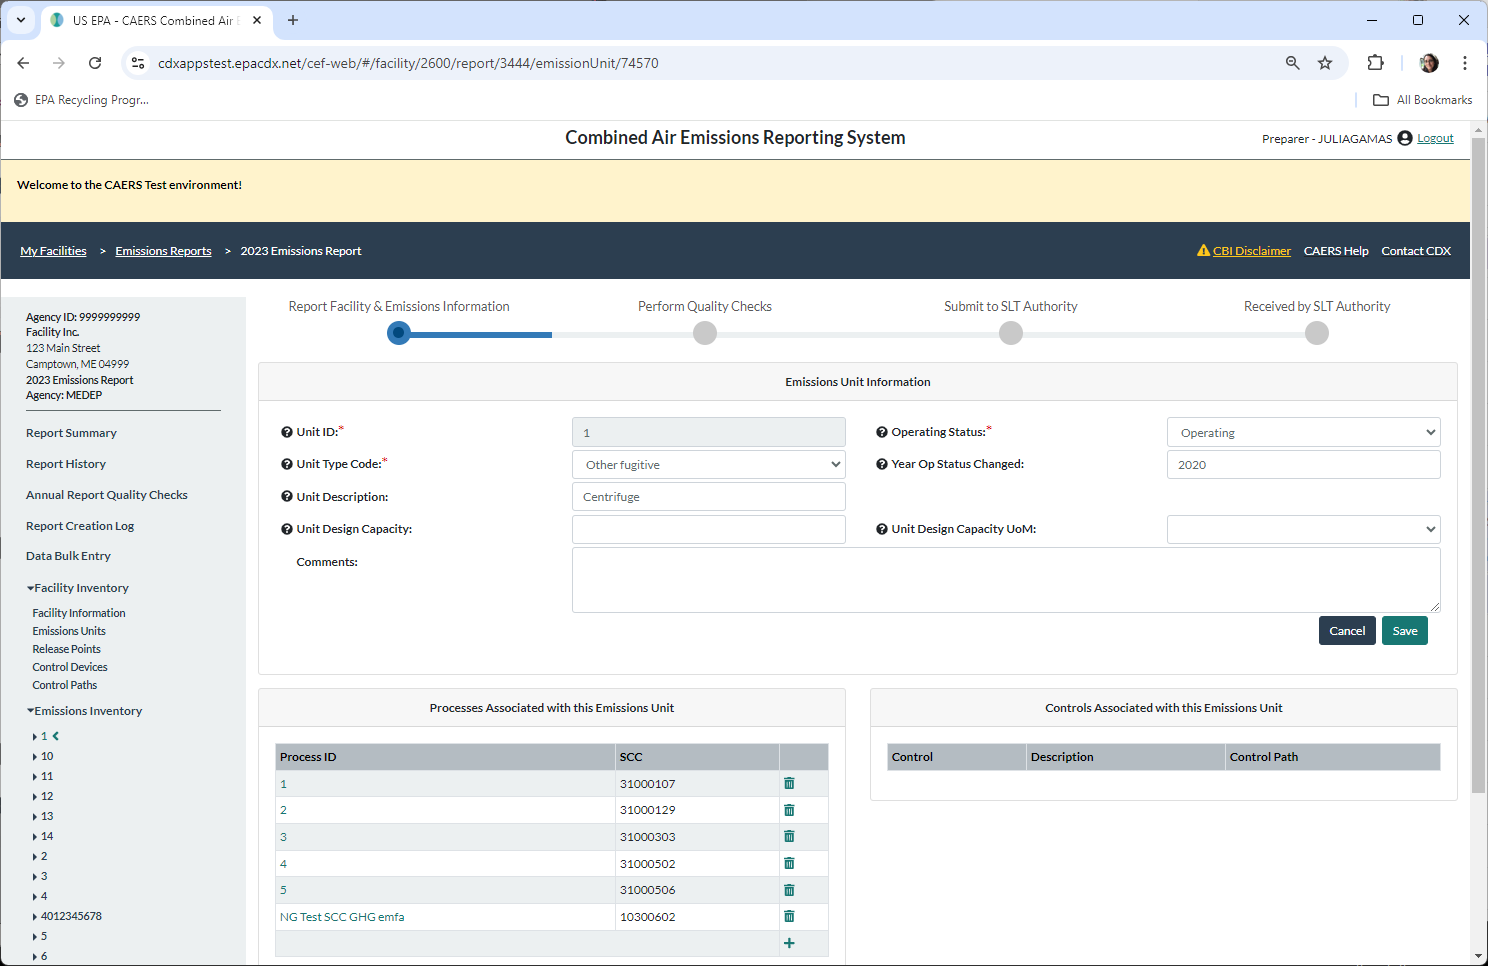 US EPA - CAERS Combined Air E
cdxappstest.epacdx.net/cef-web/#/facility/2600/report/3444/emissionUnit/74570
EPA Recycling Progr...
All Bookmarks
Combined Air Emissions Reporting System
Preparer - JULIAGAMAS
Logout
Welcome to the CAERS Test environment!
My Facilities > Emissions Reports > 2023 Emissions Report
CBI Disclaimer
CAERS Help
Contact CDX
Agency ID: 9999999999
Facility Inc.
123 Main Street
Camptown, ME 04999
2023 Emissions Report
Agency: MEDEP
Report Summary
Report History
Annual Report Quality Checks
Report Creation Log
Data Bulk Entry
Facility Inventory
Facility Information
Emissions Units
Release Points
Control Devices
Control Paths
Emissions Inventory
1
10
11
12
13
14
2
3
4
4012345678
5
6
Report Facility & Emissions Information
Perform Quality Checks
Submit to SLT Authority
Received by SLT Authority
Emissions Unit Information
Unit ID:* 1
Operating Status:* Operating
Unit Type Code:* Other fugitive
Year Op Status Changed: 2020
Unit Description: Centrifuge
Unit Design Capacity:
Unit Design Capacity UoM:
Comments:
Cancel
Save
Processes Associated with this Emissions Unit
Process ID SCC
1 31000107
2 31000129
3 31000303
4 31000502
5 31000506
NG Test SCC GHG emfa 10300602
Controls Associated with this Emissions Unit
Control Description Control Path